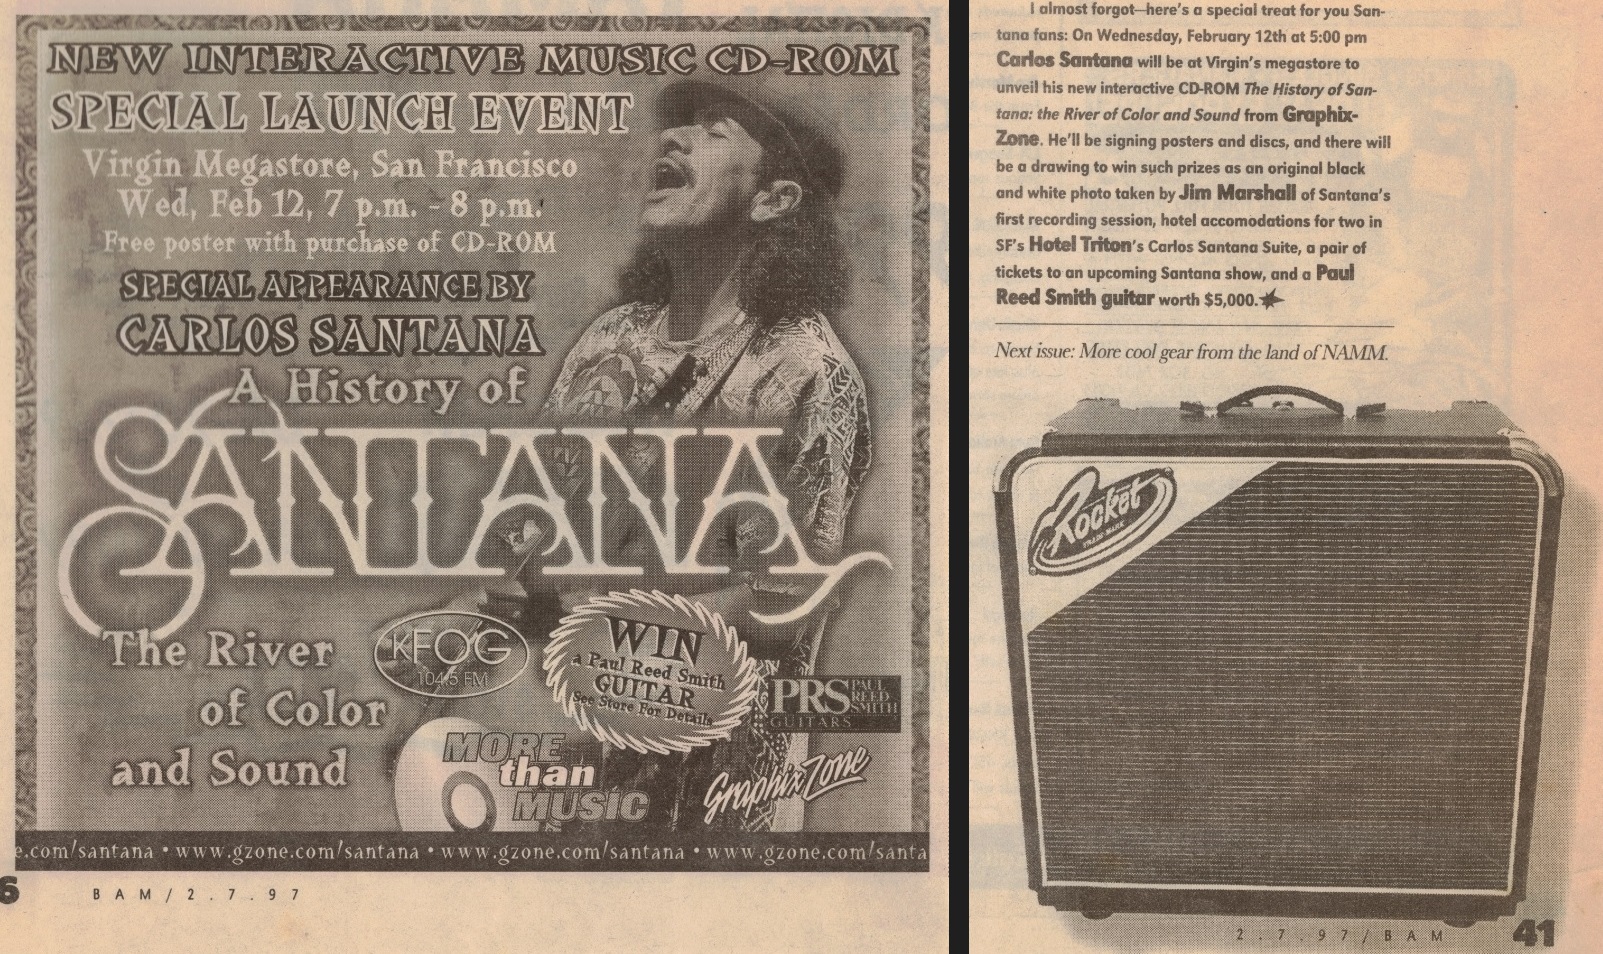 NEW INTERACTIVE MUSIC CD-ROM
SPECIAL LAUNCH EVENT
Virgin Megastore, San Francisco
Wed, Feb 12, 7 p.m. - 8 p.m.
Free poster with purchase of CD-ROM
SPECIAL APPEARANCE BY
CARLOS SANTANA
A History of
SANTANA
The River
of Color
and Sound
KFOG
104.5 FM
WIN
a Paul Reed Smith
GUITAR
See Store For Details
PRS PAUL
REED
SMITH
GUITARS
MORE
than
MUSIC
GraphixZone
e.com/santana • www.gzone.com/santana • www.gzone.com/santana • www.gzone.com/santa
6 BAM/2.7.97
I almost forgot—here's a special treat for you San-
tana fans: On Wednesday, February 12th at 5:00 pm
Carlos Santana will be at Virgin's megastore to
unveil his new interactive CD-ROM The History of San-
tana: the River of Color and Sound from Graphix-
Zone. He'll be signing posters and discs, and there will
be a drawing to win such prizes as an original black
and white photo taken by Jim Marshall of Santana's
first recording session, hotel accomodations for two in
SF's Hotel Triton's Carlos Santana Suite, a pair of
tickets to an upcoming Santana show, and a Paul
Reed Smith guitar worth $5,000.
Next issue: More cool gear from the land of NAMM.
Rocket
TRADE MARK
2.7.97/BAM 41